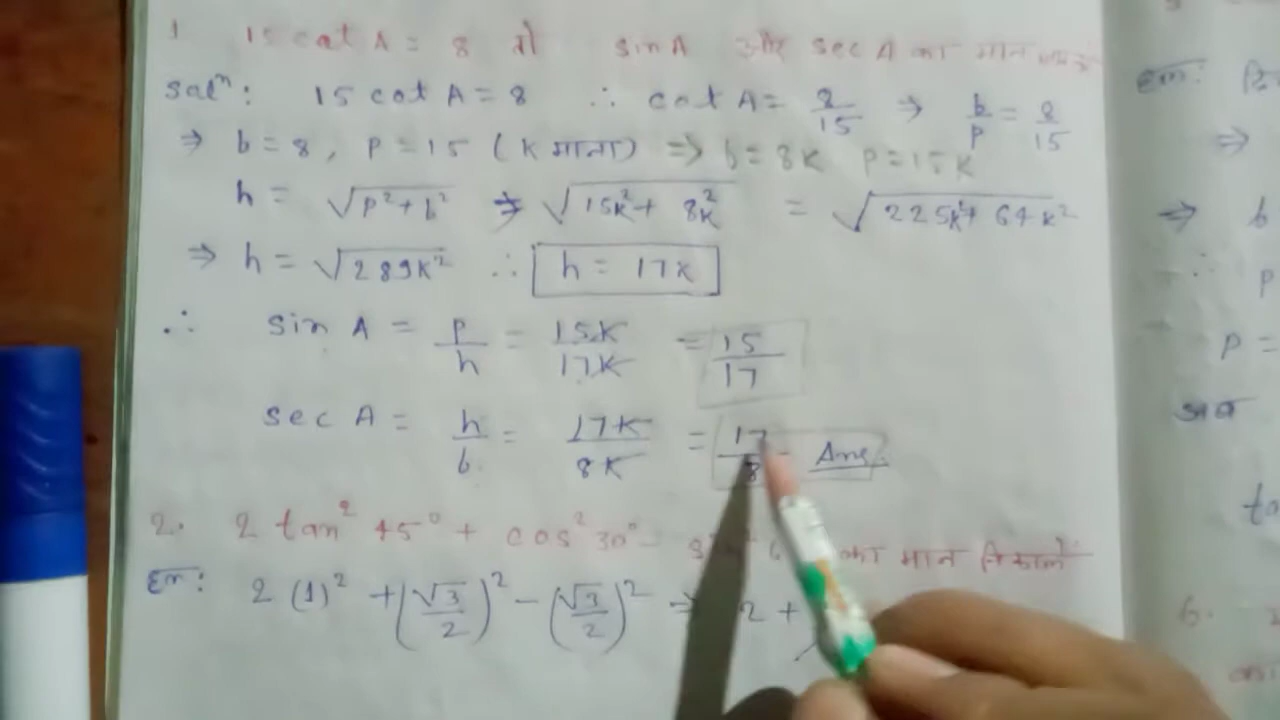 1 15 cot A = 8 तो sin A और sec A का मान
Solⁿ: 15 cot A = 8 ∴ cot A = 8/15 ⇒ b/p = 8/15
⇒ b = 8, p = 15 (K माना) ⇒ b = 8K p = 15K
h = √(p² + b²) ⇒ √(15K² + 8K²) = √(225K² + 64K²)
⇒ h = √(289K²) ∴ h = 17K
∴ sin A = p/h = 15K/17K = 15/17
sec A = h/b = 17K/8K = 17/8 Ans.
2. 2 tan² 45° + cos² 30° - का मान निकालें
2 (1)² + (√3/2)² - (√3/2)² ⇒ 2 +
⇒
⇒ b
∴ p
p =
अब
6.